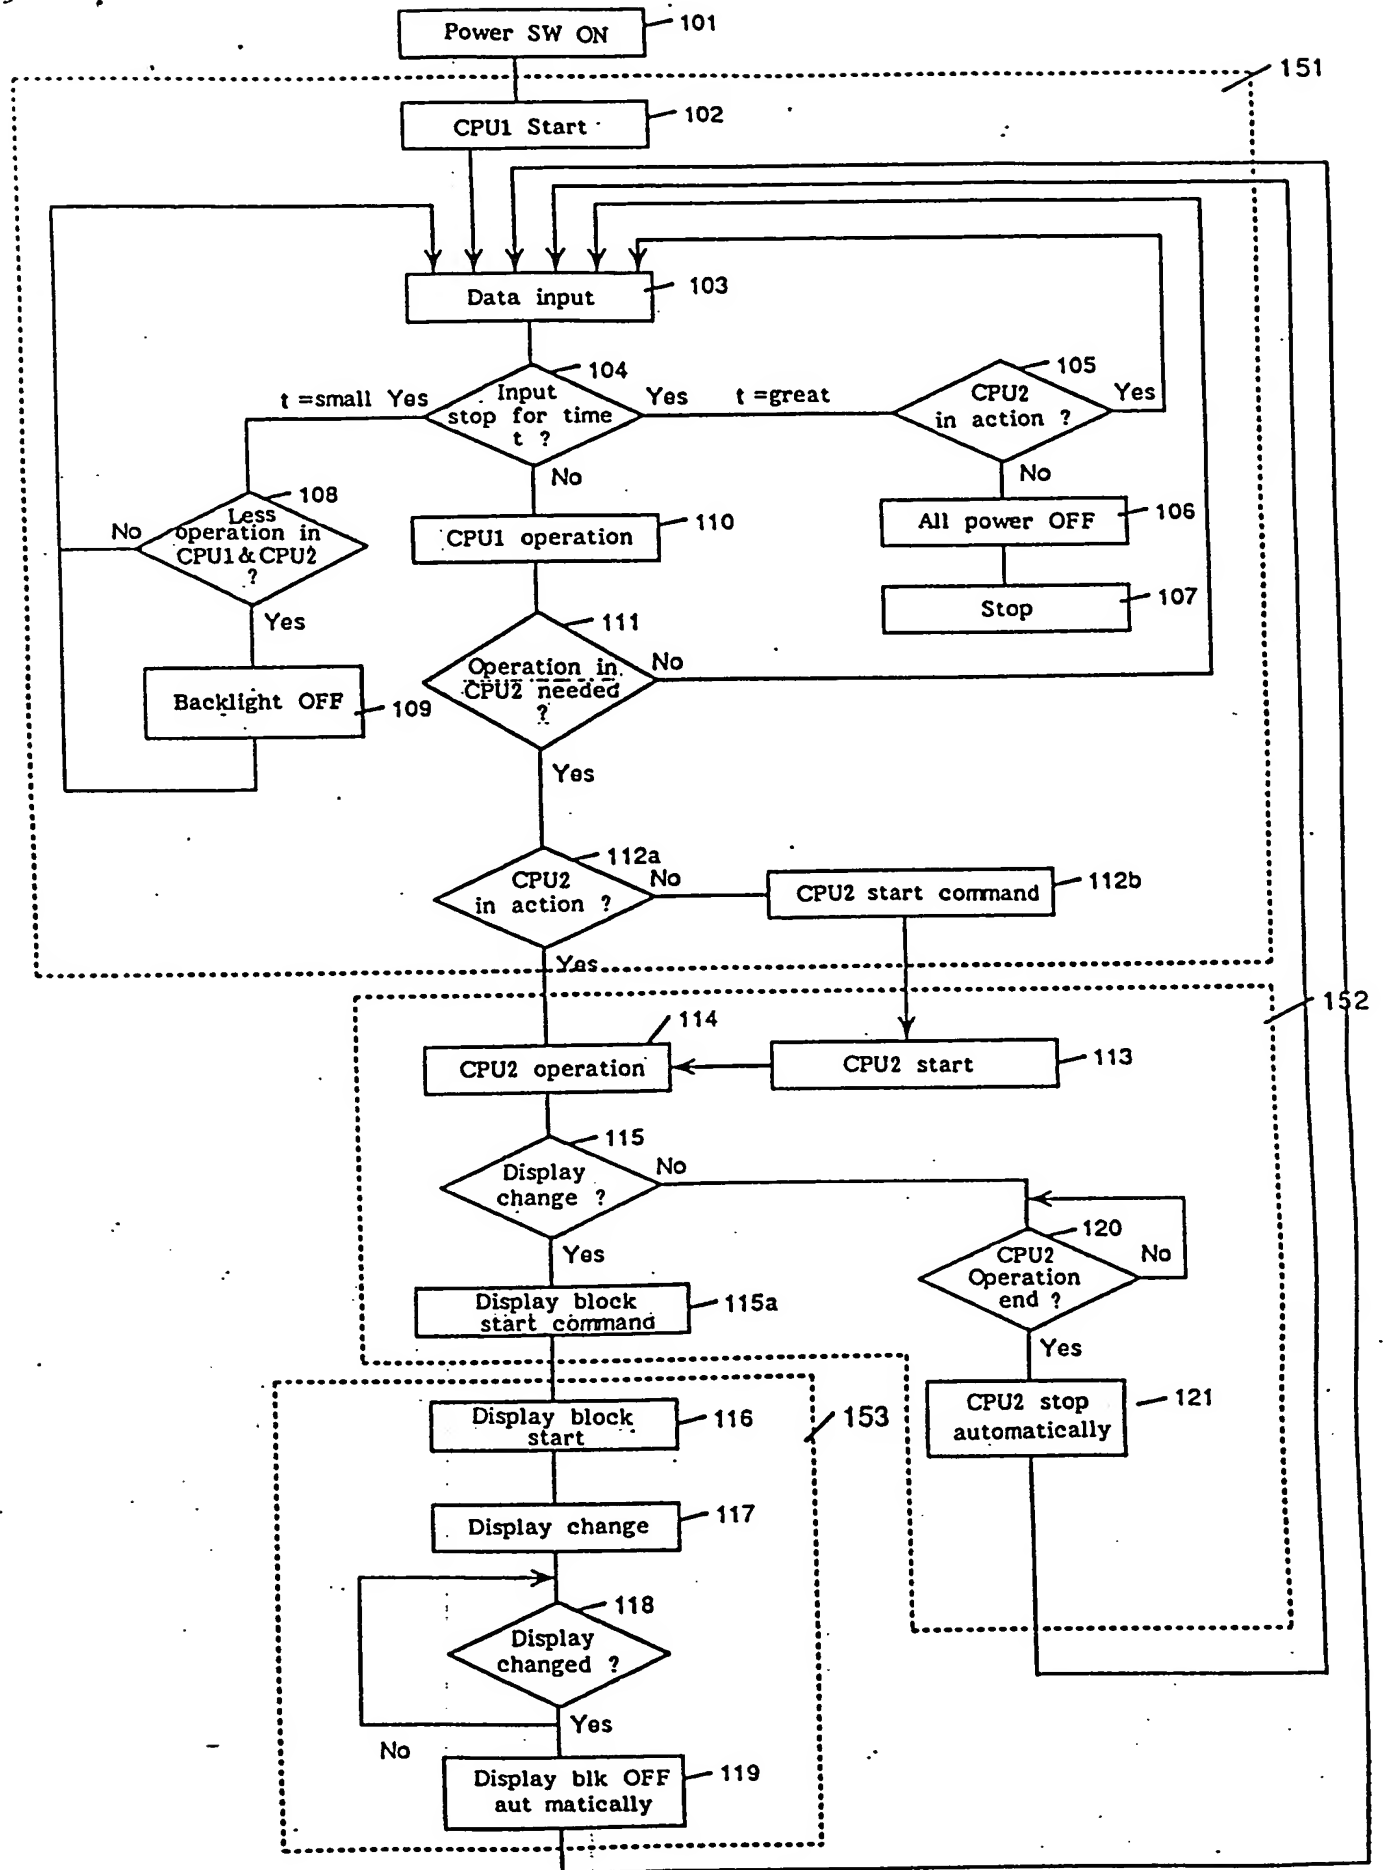 Power SW ON
101
151
CPU1 Start
102
Data input
103
104
Input
stop for time
t ?
t =small Yes
Yes
t =great
No
105
CPU2
in action ?
Yes
No
All power OFF
106
Stop
107
108
Less
operation in
CPU1 & CPU2
?
No
Yes
Backlight OFF
109
CPU1 operation
110
111
Operation in
CPU2 needed
?
No
Yes
112a
CPU2
in action ?
No
Yes
CPU2 start command
112b
152
114
CPU2 operation
CPU2 start
113
115
Display
change ?
No
Yes
Display block
start command
115a
120
CPU2
Operation
end ?
No
Yes
CPU2 stop
automatically
121
153
Display block
start
116
Display change
117
118
Display
changed ?
Yes
No
Display blk OFF
aut matically
119